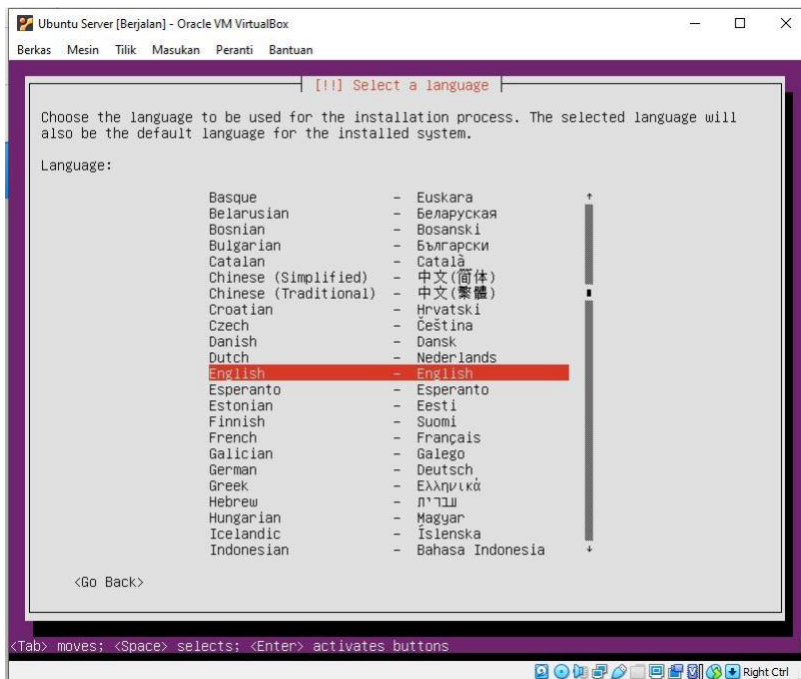 Ubuntu Server [Berjalan] - Oracle VM VirtualBox
Berkas Mesin Tilik Masukan Peranti Bantuan
[!!] Select a language
Choose the language to be used for the installation process. The selected language will
also be the default language for the installed system.
Language:
Basque - Euskara
Belarusian - Беларуская
Bosnian - Bosanski
Bulgarian - Български
Catalan - Català
Chinese (Simplified) - 中文(简体)
Chinese (Traditional) - 中文(繁體)
Croatian - Hrvatski
Czech - Čeština
Danish - Dansk
Dutch - Nederlands
English - English
Esperanto - Esperanto
Estonian - Eesti
Finnish - Suomi
French - Français
Galician - Galego
German - Deutsch
Greek - Ελληνικά
Hebrew - עברית
Hungarian - Magyar
Icelandic - Íslenska
Indonesian - Bahasa Indonesia
<Go Back>
<Tab> moves; <Space> selects; <Enter> activates buttons
Right Ctrl